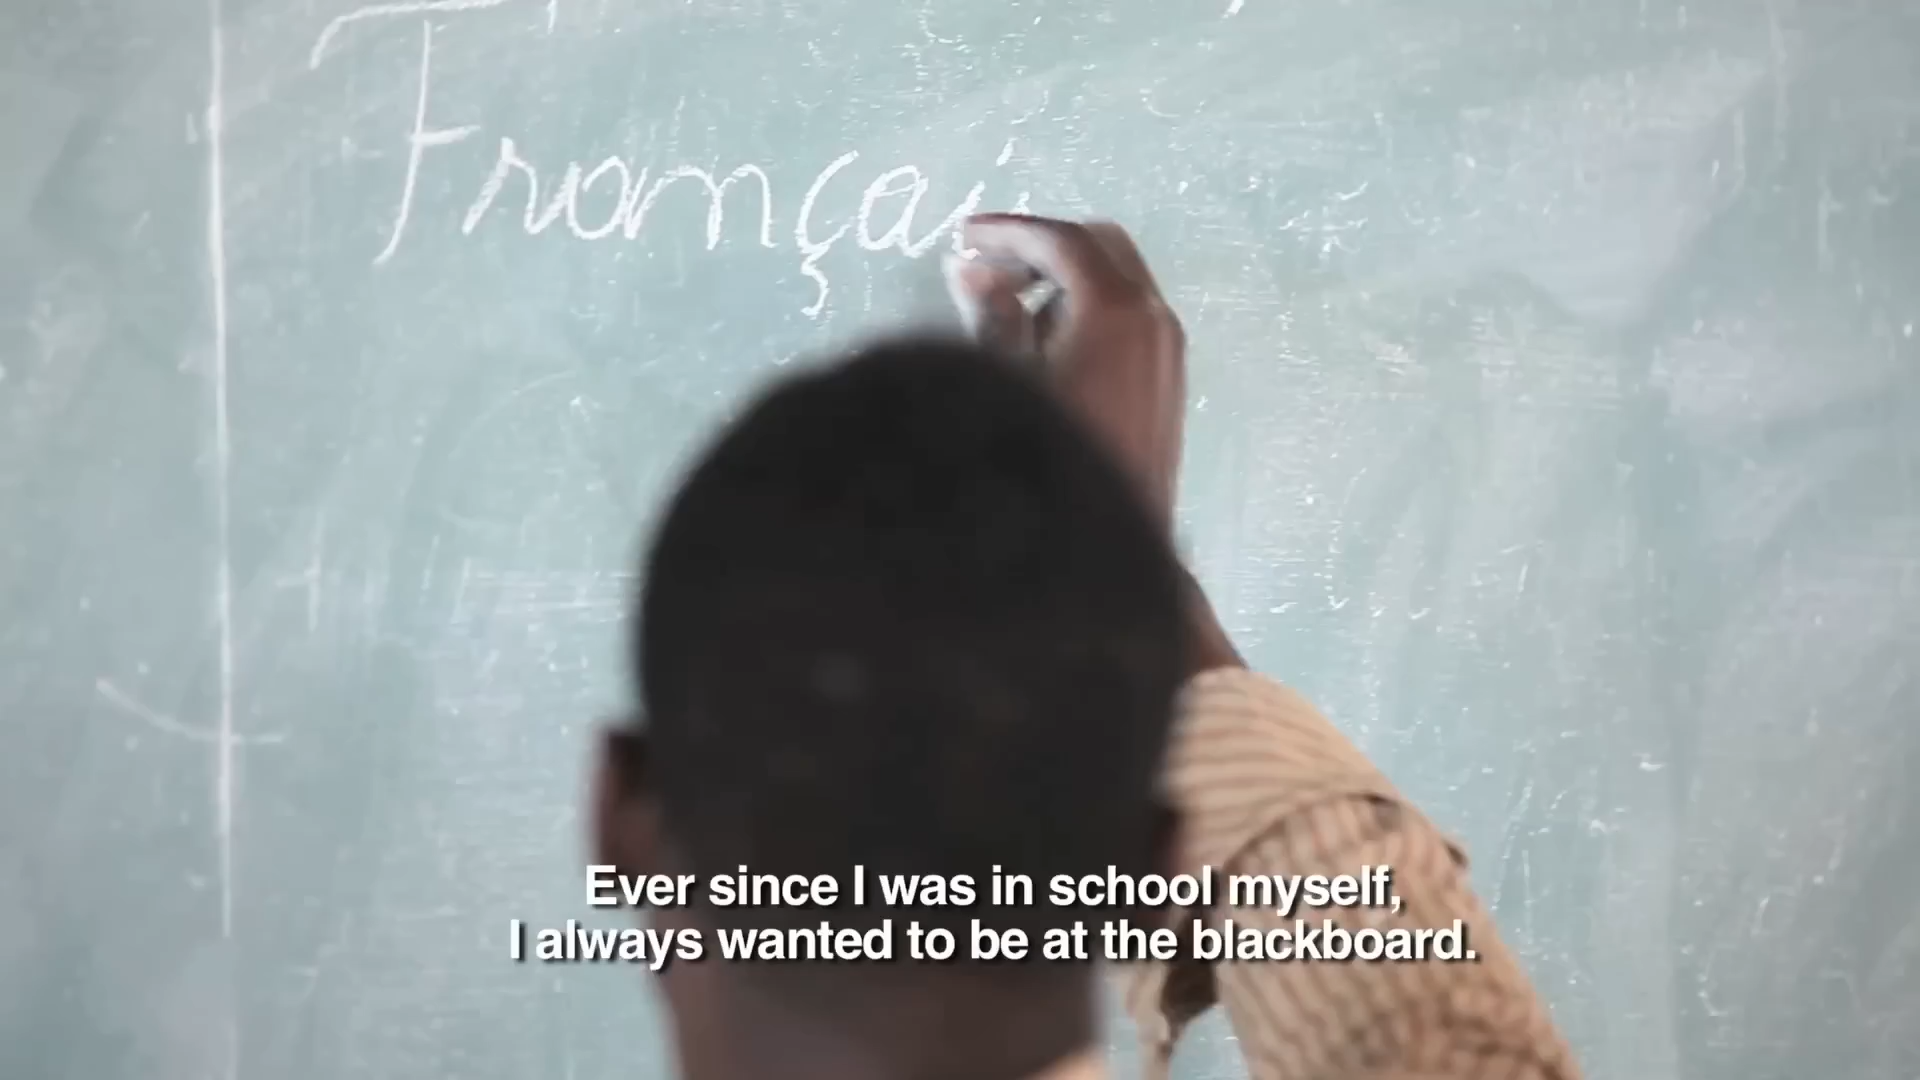 Françai
Ever since I was in school myself,
I always wanted to be at the blackboard.